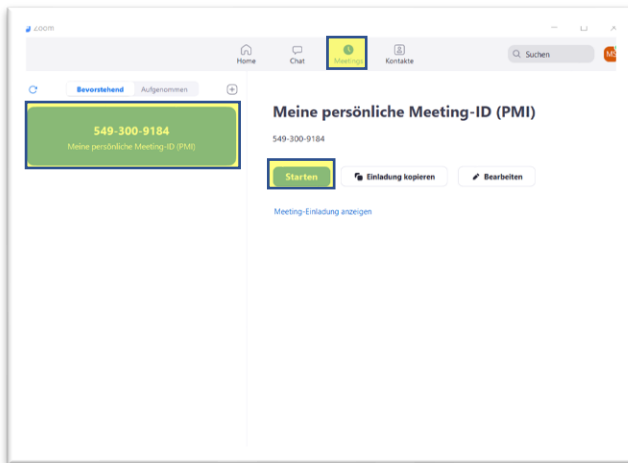 zoom
Home Chat Meetings Kontakte
Suchen
MS
Bevorstehend Aufgenommen
549-300-9184
Meine persönliche Meeting-ID (PMI)
Meine persönliche Meeting-ID (PMI)
549-300-9184
Starten Einladung kopieren Bearbeiten
Meeting-Einladung anzeigen